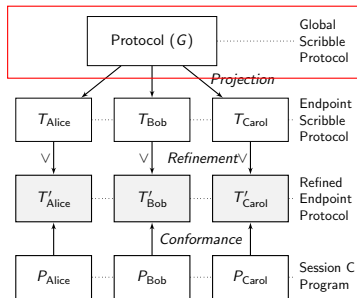 Protocol (G)
Global
Scribble
Protocol
Projection
T_Alice
T_Bob
T_Carol
Endpoint
Scribble
Protocol
∨
∨
Refinement∨
T′_Alice
T′_Bob
T′_Carol
Refined
Endpoint
Protocol
Conformance
P_Alice
P_Bob
P_Carol
Session C
Program